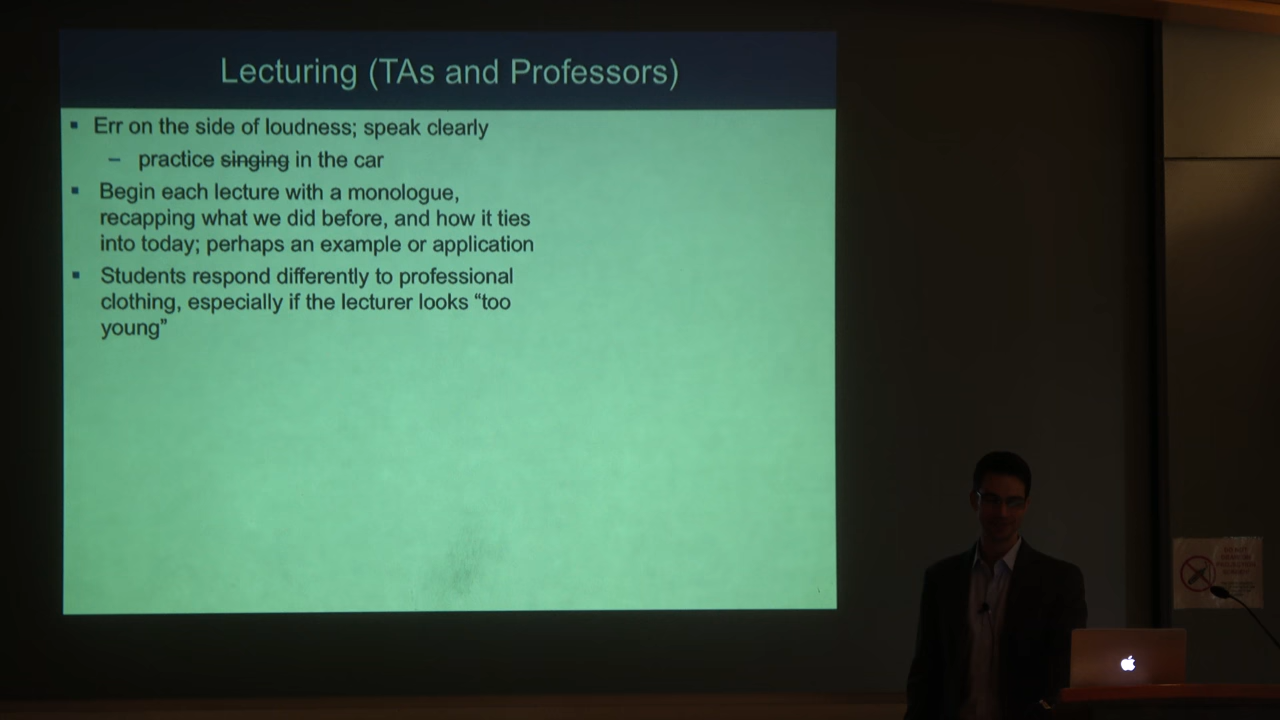 Lecturing (TAs and Professors)
▪ Err on the side of loudness; speak clearly
– practice singing in the car
▪ Begin each lecture with a monologue,
recapping what we did before, and how it ties
into today; perhaps an example or application
▪ Students respond differently to professional
clothing, especially if the lecturer looks “too
young”